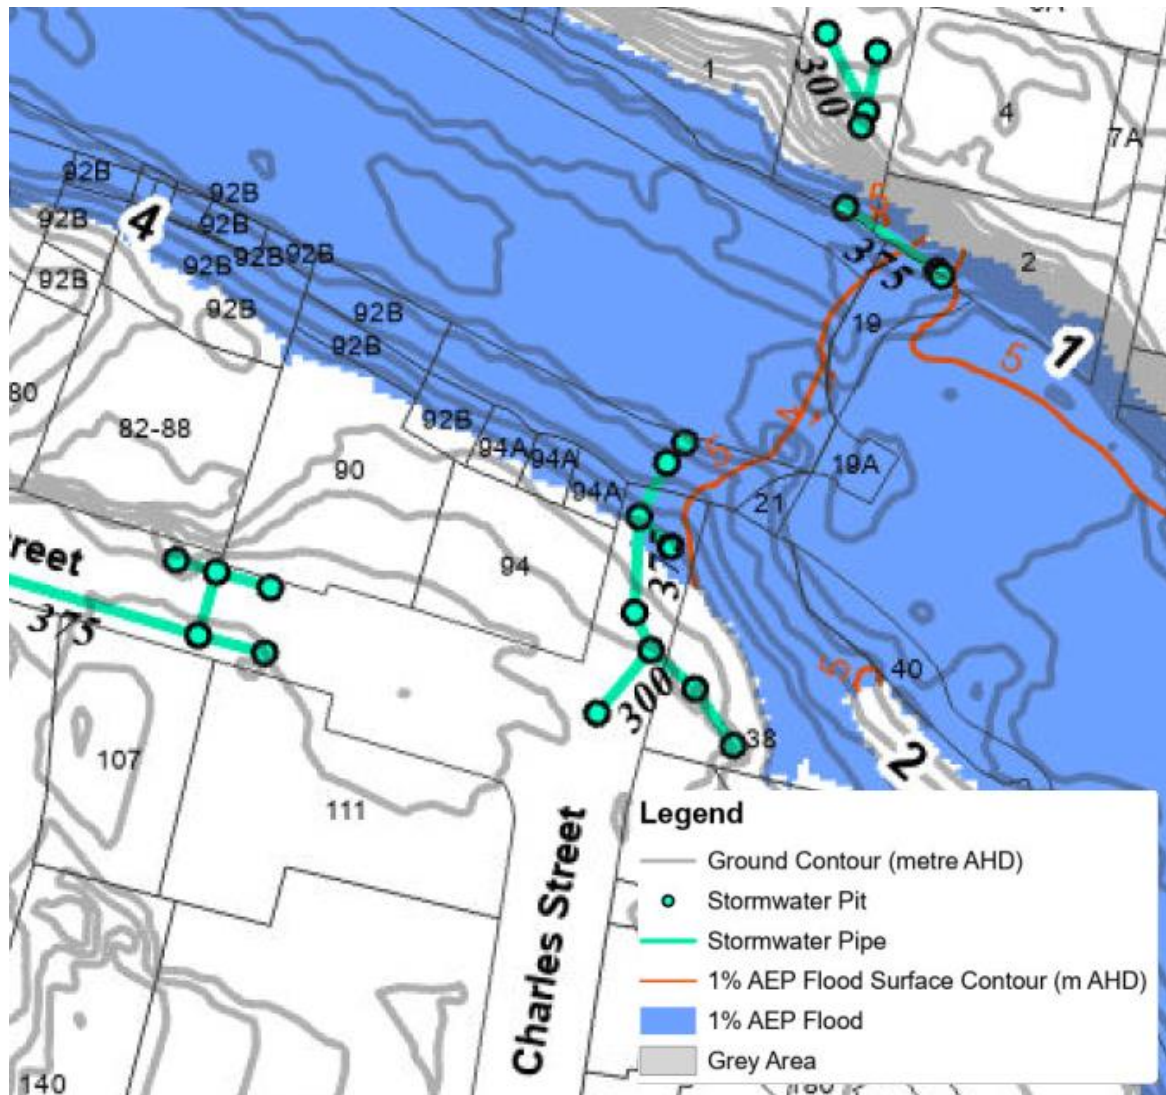 1
300
4
7A
92B
92B
92B
92B
4
92B
92B
92B
92B
92B
92B
375
2
92B
92B
19
1
5
80
82-88
92B
94A
94A
94A
90
5
19A
21
94
reet
375
300
5
40
38
2
107
111
140
Charles Street
Legend
Ground Contour (metre AHD)
Stormwater Pit
Stormwater Pipe
1% AEP Flood Surface Contour (m AHD)
1% AEP Flood
Grey Area